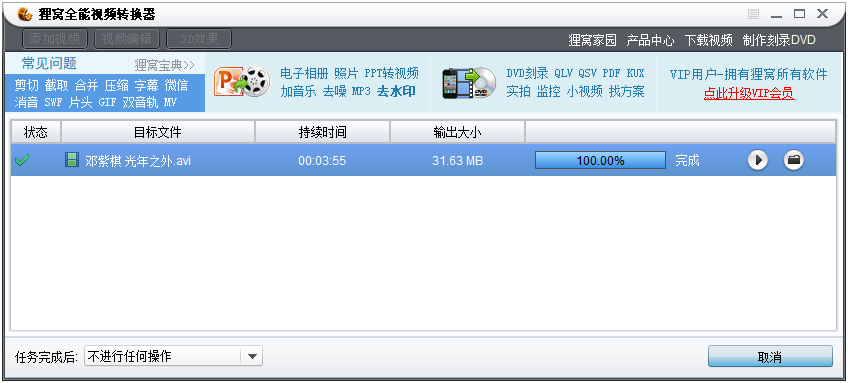 狸窝全能视频转换器
添加视频 视频编辑 3D效果
狸窝家园 产品中心 下载视频 制作刻录DVD
常见问题 狸窝宝典>>
剪切 截取 合并 压缩 字幕 微信
消音 SWF 片头 GIF 双音轨 MV
电子相册 照片 PPT转视频
加音乐 去噪 MP3 去水印
DVD刻录 QLV QSV PDF KUX
实拍 监控 小视频 找方案
VIP用户-拥有狸窝所有软件
点此升级VIP会员
状态 目标文件 持续时间 输出大小
邓紫棋 光年之外.avi 00:03:55 31.63 MB 100.00% 完成
任务完成后: 不进行任何操作 取消